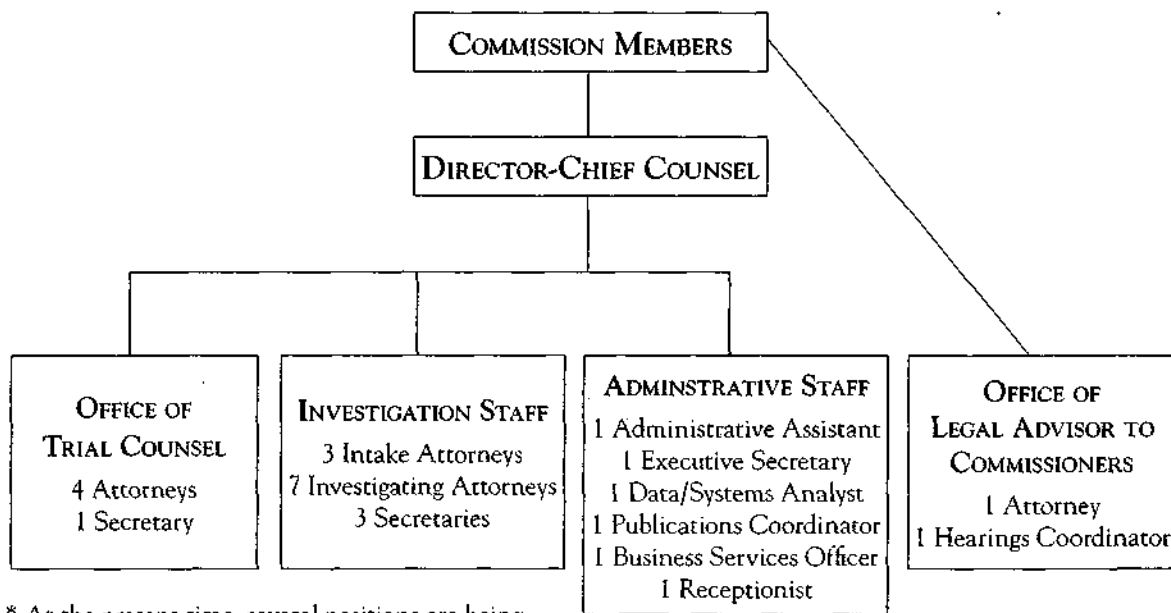 COMMISSION MEMBERS
DIRECTOR-CHIEF COUNSEL
OFFICE OF
TRIAL COUNSEL
4 Attorneys
1 Secretary
INVESTIGATION STAFF
3 Intake Attorneys
7 Investigating Attorneys
3 Secretaries
ADMINSTRATIVE STAFF
1 Administrative Assistant
1 Executive Secretary
1 Data/Systems Analyst
1 Publications Coordinator
1 Business Services Officer
1 Receptionist
OFFICE OF
LEGAL ADVISOR TO
COMMISSIONERS
1 Attorney
1 Hearings Coordinator
* At the present time, several positions are being